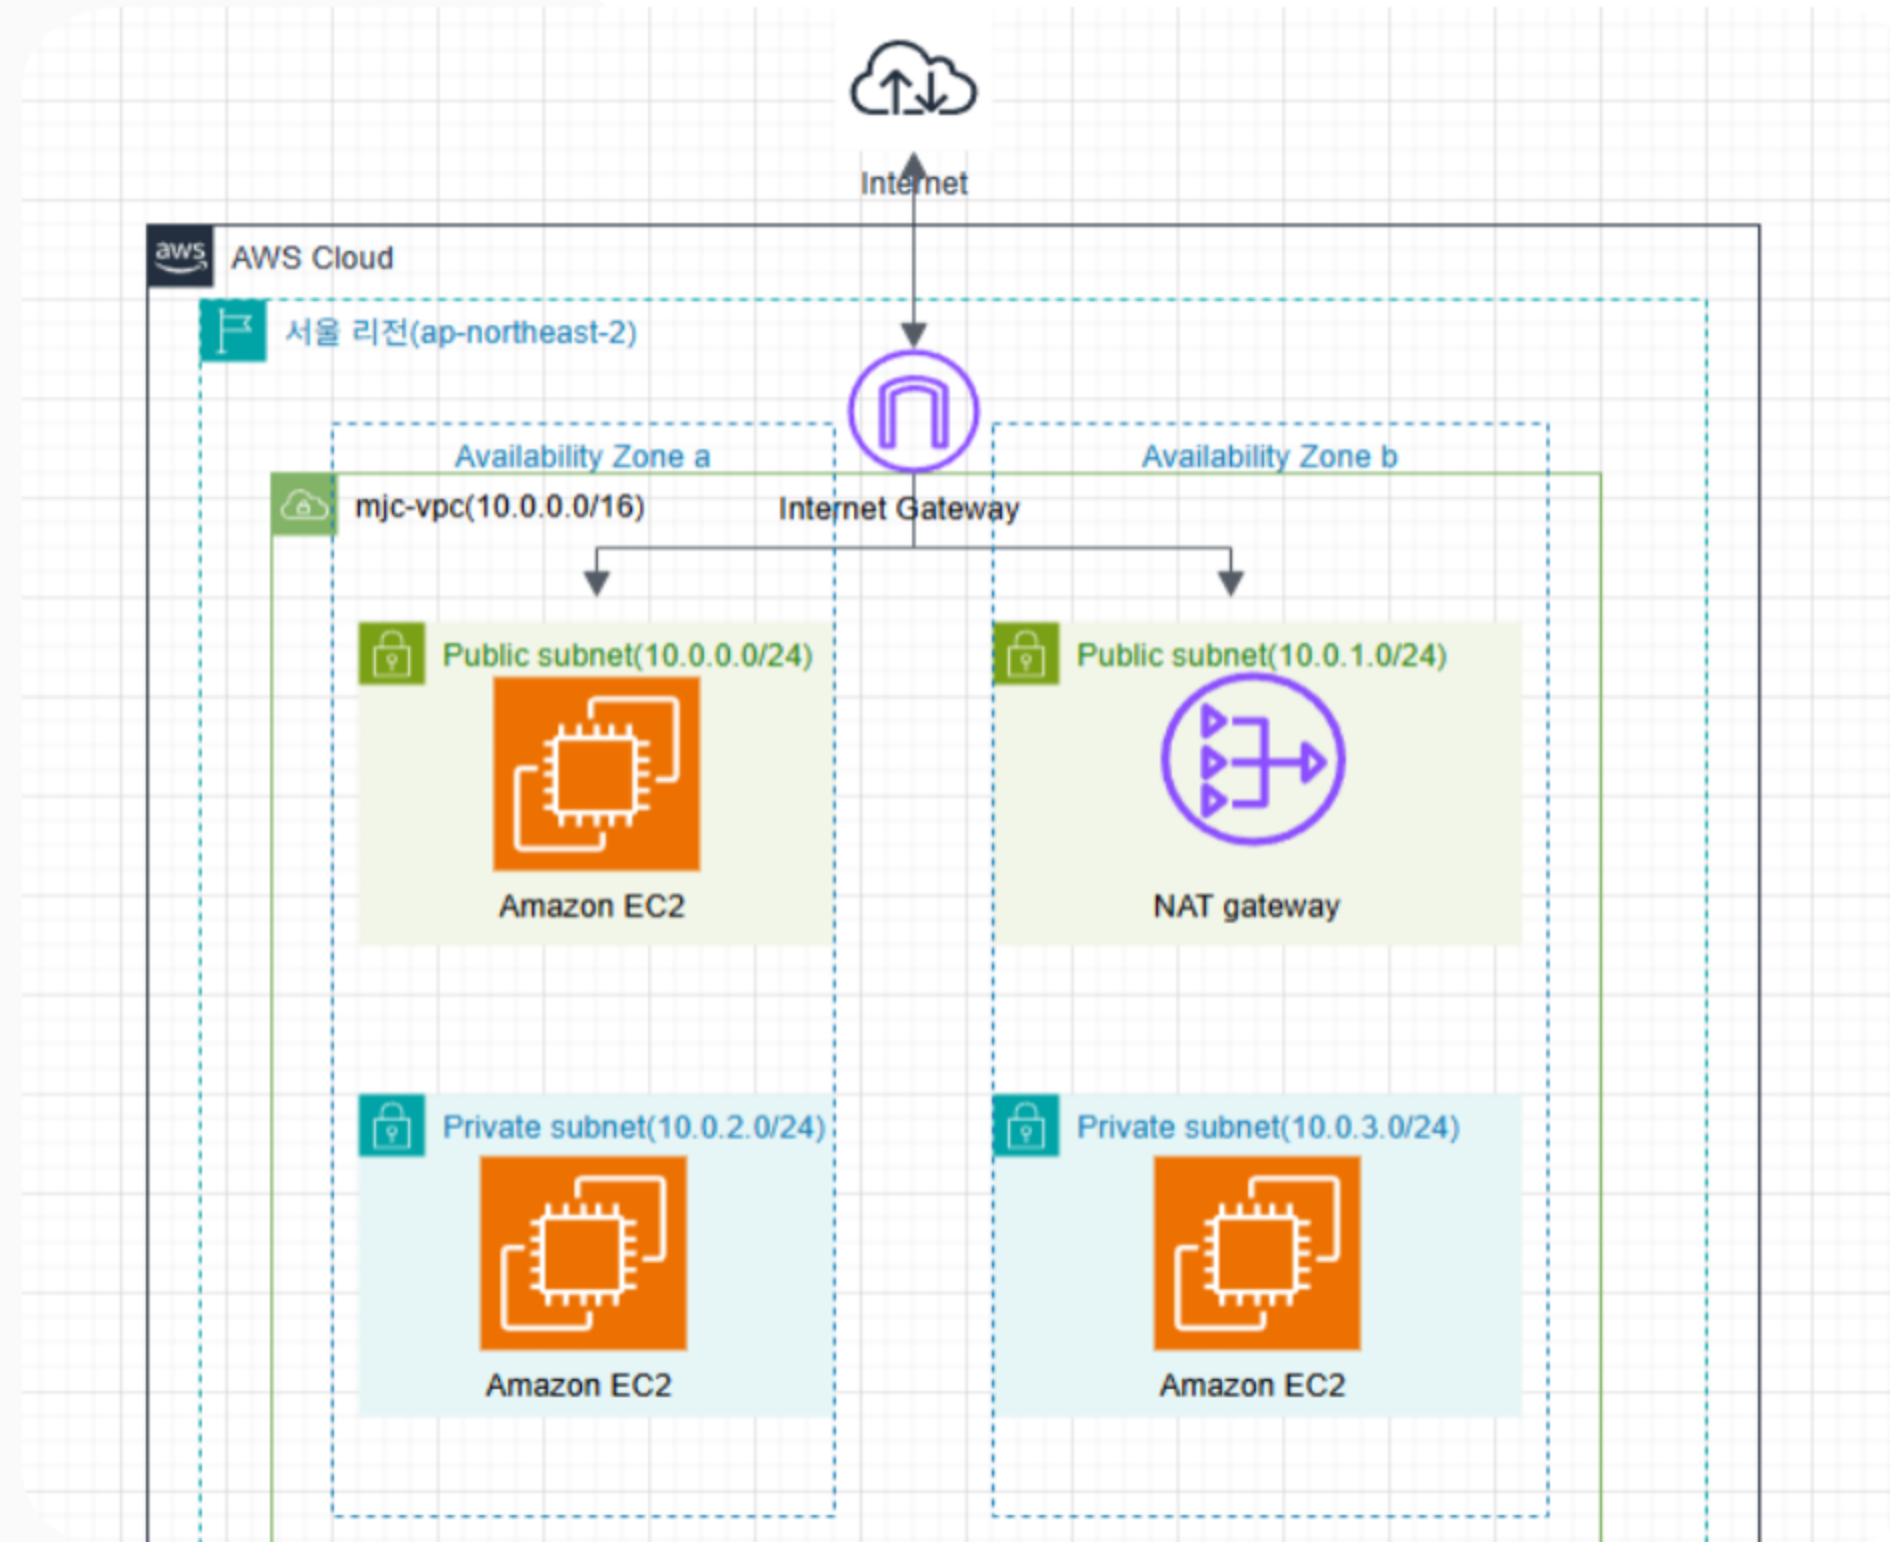 Internet
aws
AWS Cloud
서울 리전(ap-northeast-2)
Availability Zone a
Availability Zone b
mjc-vpc(10.0.0.0/16)
Internet Gateway
Public subnet(10.0.0.0/24)
Public subnet(10.0.1.0/24)
Amazon EC2
NAT gateway
Private subnet(10.0.2.0/24)
Private subnet(10.0.3.0/24)
Amazon EC2
Amazon EC2